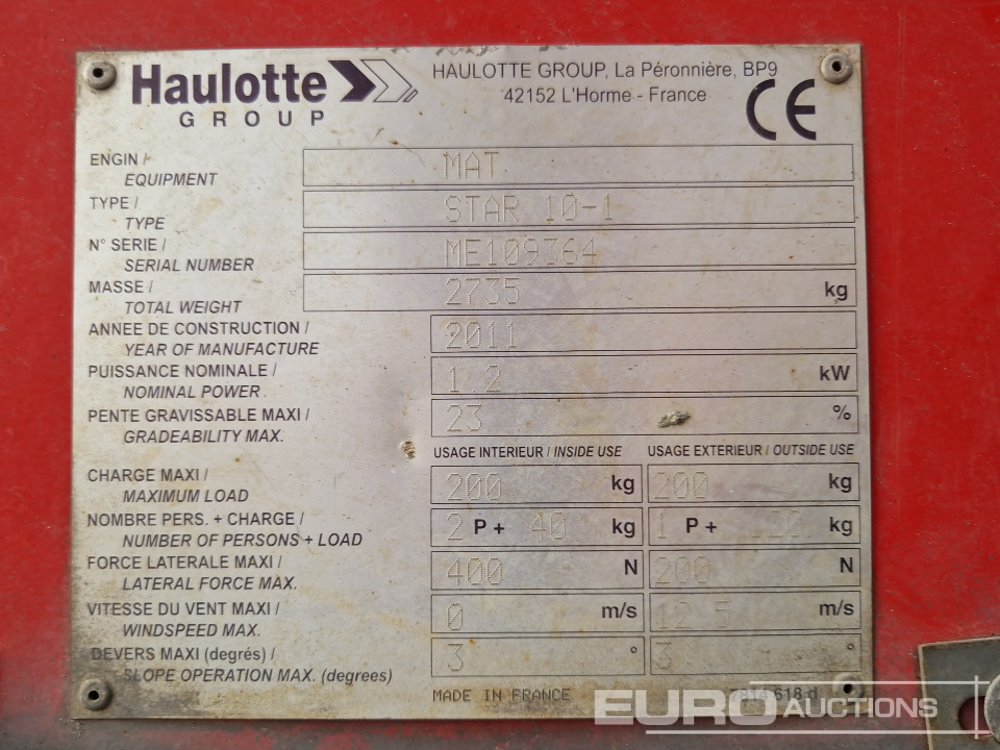 Haulotte
GROUP
HAULOTTE GROUP, La Péronnière, BP9
42152 L'Horme - France
CE
ENGIN /
EQUIPMENT
MAT
TYPE /
TYPE
STAR 10-1
N° SERIE /
SERIAL NUMBER
ME109364
MASSE /
TOTAL WEIGHT
2735 kg
ANNEE DE CONSTRUCTION /
YEAR OF MANUFACTURE
2011
PUISSANCE NOMINALE /
NOMINAL POWER
1.2 kW
PENTE GRAVISSABLE MAXI /
GRADEABILITY MAX.
23 %
USAGE INTERIEUR / INSIDE USE USAGE EXTERIEUR / OUTSIDE USE
CHARGE MAXI /
MAXIMUM LOAD
200 kg 200 kg
NOMBRE PERS. + CHARGE /
NUMBER OF PERSONS + LOAD
2 P + 40 kg 1 P + 120 kg
FORCE LATERALE MAXI /
LATERAL FORCE MAX.
400 N 200 N
VITESSE DU VENT MAXI /
WINDSPEED MAX.
0 m/s 12.5 m/s
DEVERS MAXI (degrés) /
SLOPE OPERATION MAX. (degrees)
3 ° 3 °
MADE IN FRANCE
618 d
EURO AUCTIONS